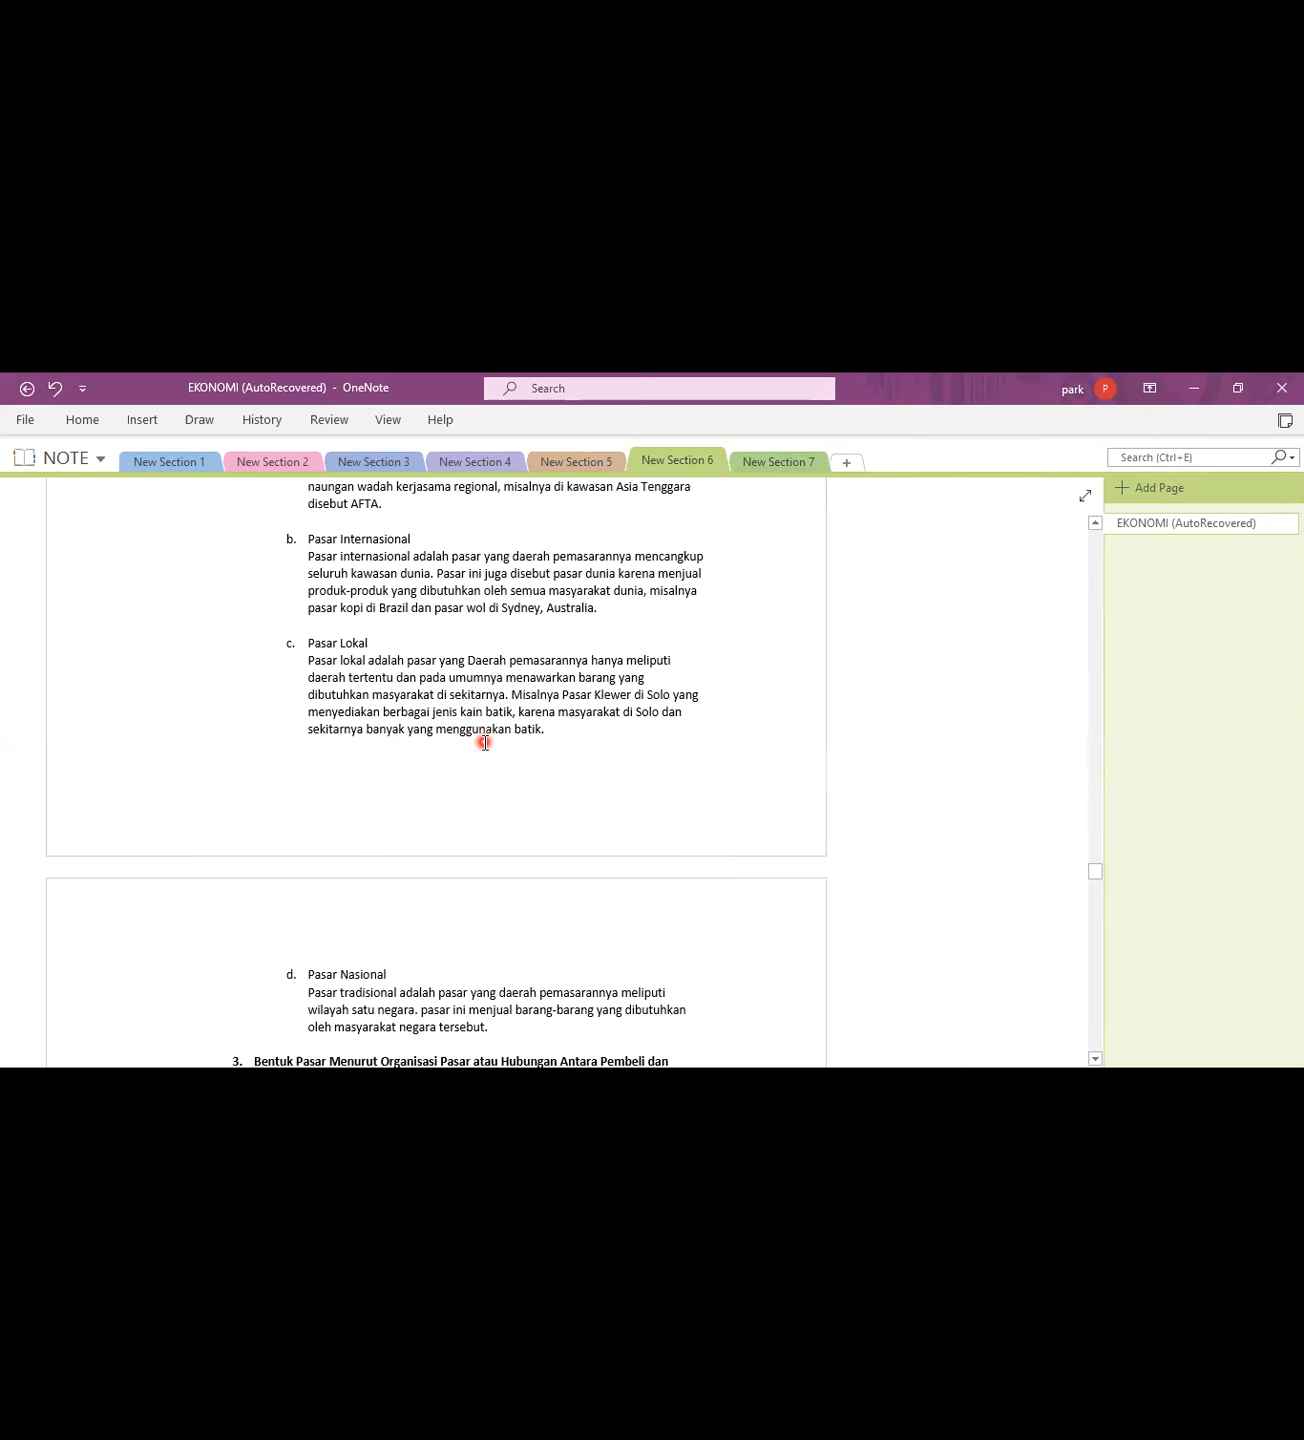 EKONOMI (AutoRecovered) - OneNote
Search
park
P
File Home Insert Draw History Review View Help
NOTE
New Section 1
New Section 2
New Section 3
New Section 4
New Section 5
New Section 6
New Section 7
Search (Ctrl+E)
Add Page
EKONOMI (AutoRecovered)
naungan wadah kerjasama regional, misalnya di kawasan Asia Tenggara
disebut AFTA.
b. Pasar Internasional
Pasar internasional adalah pasar yang daerah pemasarannya mencangkup
seluruh kawasan dunia. Pasar ini juga disebut pasar dunia karena menjual
produk-produk yang dibutuhkan oleh semua masyarakat dunia, misalnya
pasar kopi di Brazil dan pasar wol di Sydney, Australia.
c. Pasar Lokal
Pasar lokal adalah pasar yang Daerah pemasarannya hanya meliputi
daerah tertentu dan pada umumnya menawarkan barang yang
dibutuhkan masyarakat di sekitarnya. Misalnya Pasar Klewer di Solo yang
menyediakan berbagai jenis kain batik, karena masyarakat di Solo dan
sekitarnya banyak yang menggunakan batik.
d. Pasar Nasional
Pasar tradisional adalah pasar yang daerah pemasarannya meliputi
wilayah satu negara. pasar ini menjual barang-barang yang dibutuhkan
oleh masyarakat negara tersebut.
3. Bentuk Pasar Menurut Organisasi Pasar atau Hubungan Antara Pembeli dan